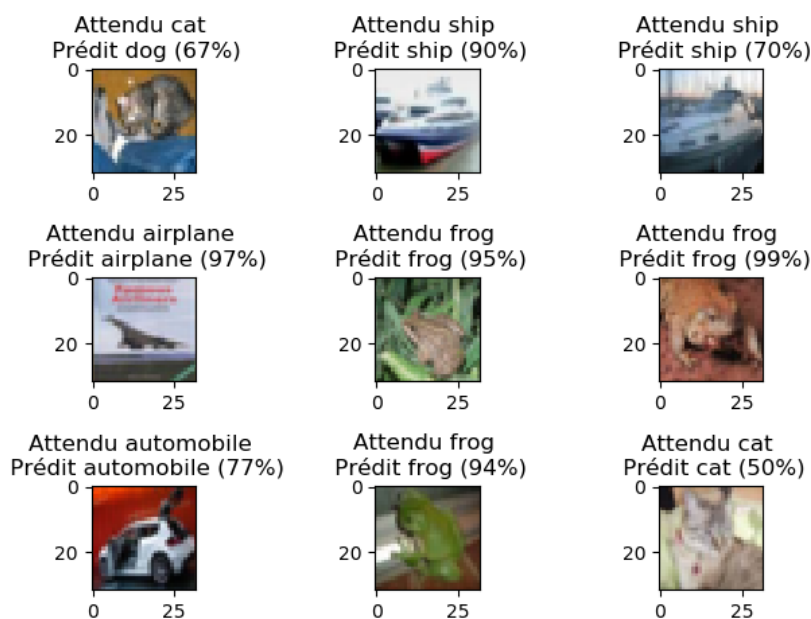 Attendu cat
Prédit dog (67%)
Attendu ship
Prédit ship (90%)
Attendu ship
Prédit ship (70%)
0
20
0 25
0
20
0 25
0
20
0 25
Attendu airplane
Prédit airplane (97%)
Attendu frog
Prédit frog (95%)
Attendu frog
Prédit frog (99%)
0
20
0 25
0
20
0 25
0
20
0 25
Attendu automobile
Prédit automobile (77%)
Attendu frog
Prédit frog (94%)
Attendu cat
Prédit cat (50%)
0
20
0 25
0
20
0 25
0
20
0 25